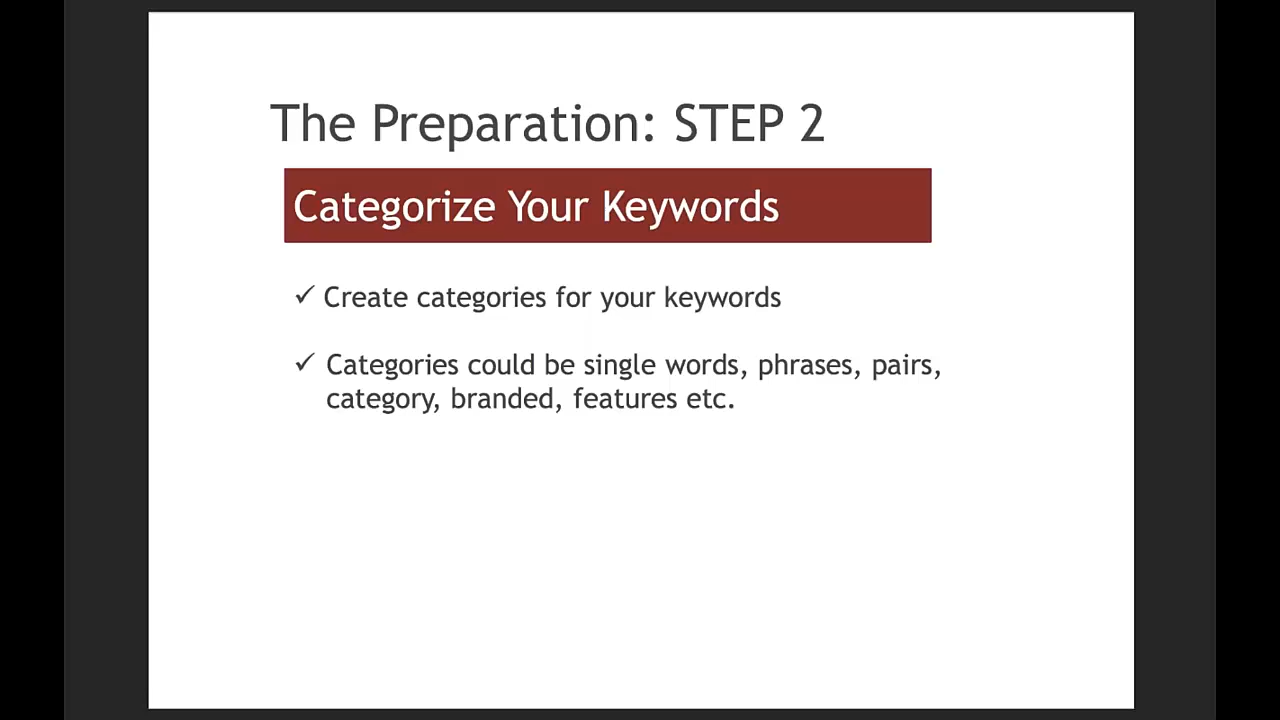 The Preparation: STEP 2
Categorize Your Keywords
✓ Create categories for your keywords
✓ Categories could be single words, phrases, pairs,
category, branded, features etc.